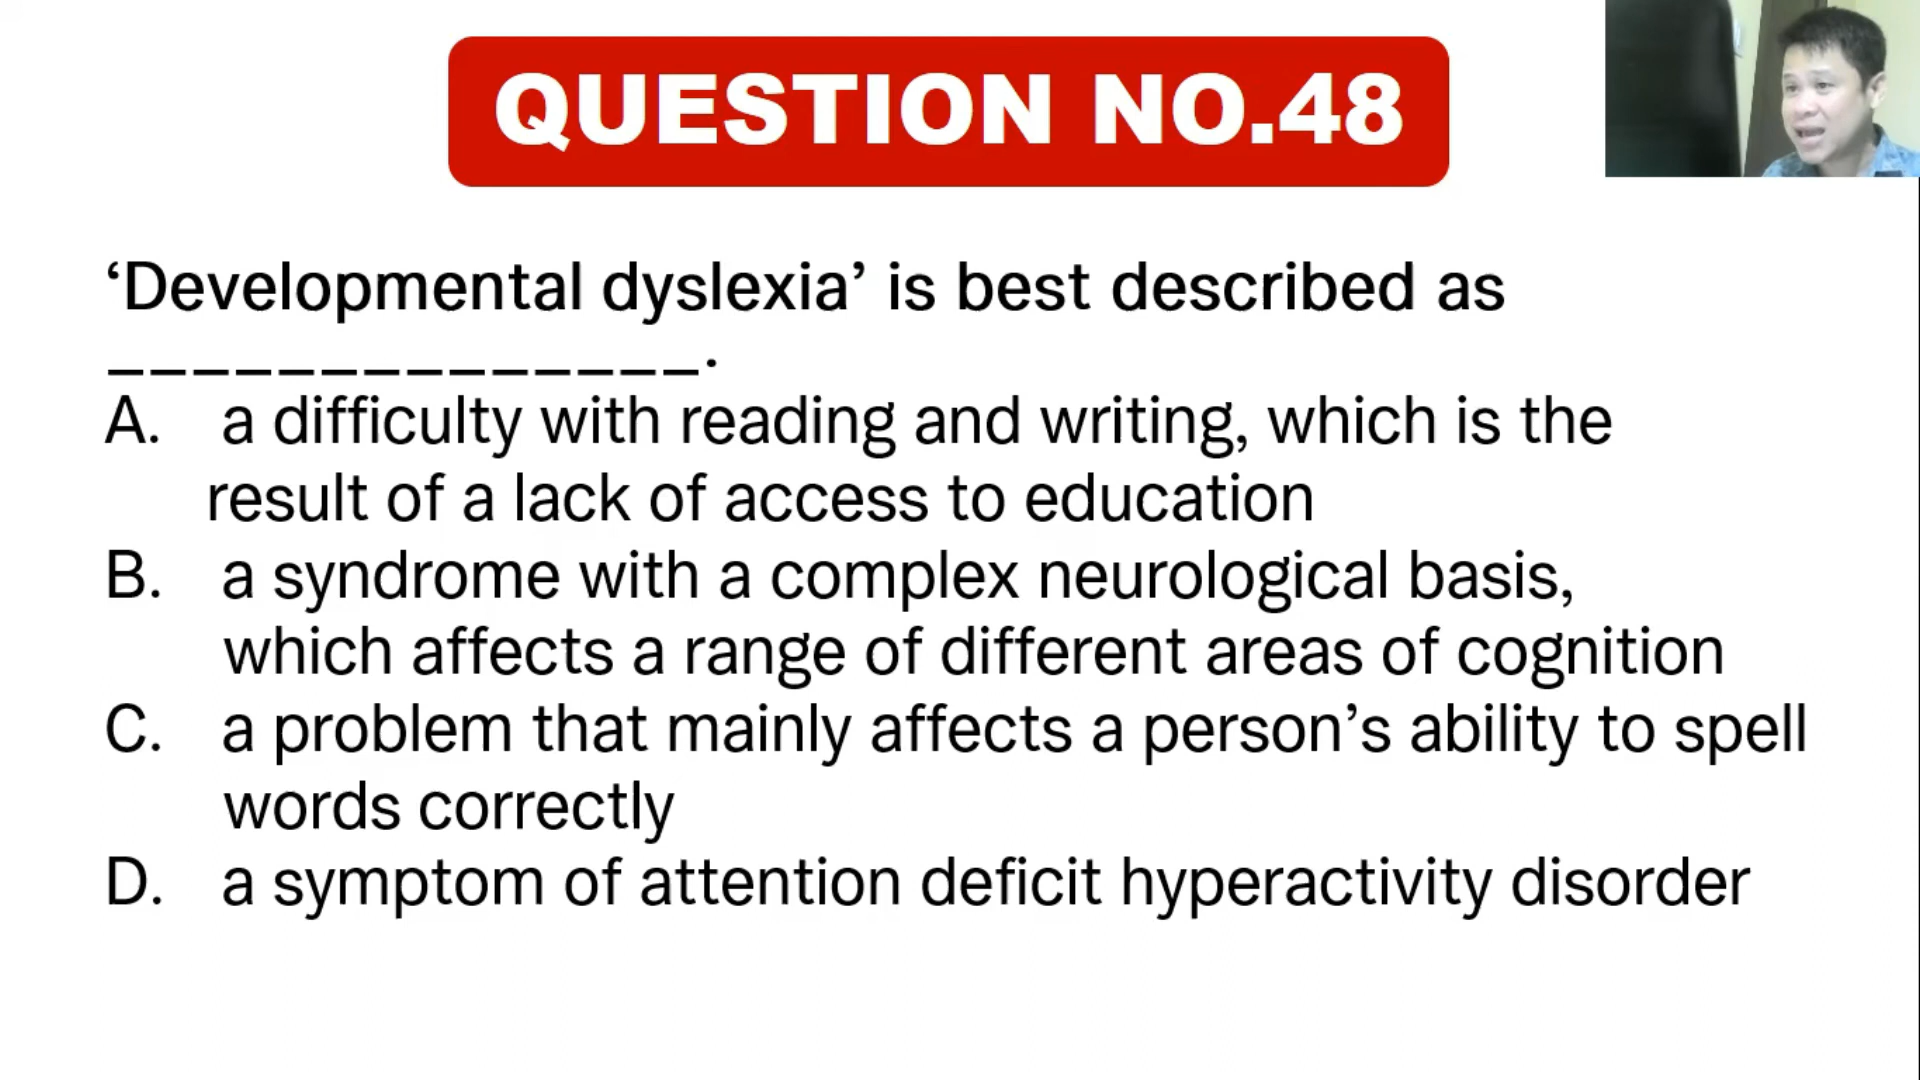 QUESTION NO.48
‘Developmental dyslexia’ is best described as
______________.
A. a difficulty with reading and writing, which is the
result of a lack of access to education
B. a syndrome with a complex neurological basis,
which affects a range of different areas of cognition
C. a problem that mainly affects a person’s ability to spell
words correctly
D. a symptom of attention deficit hyperactivity disorder